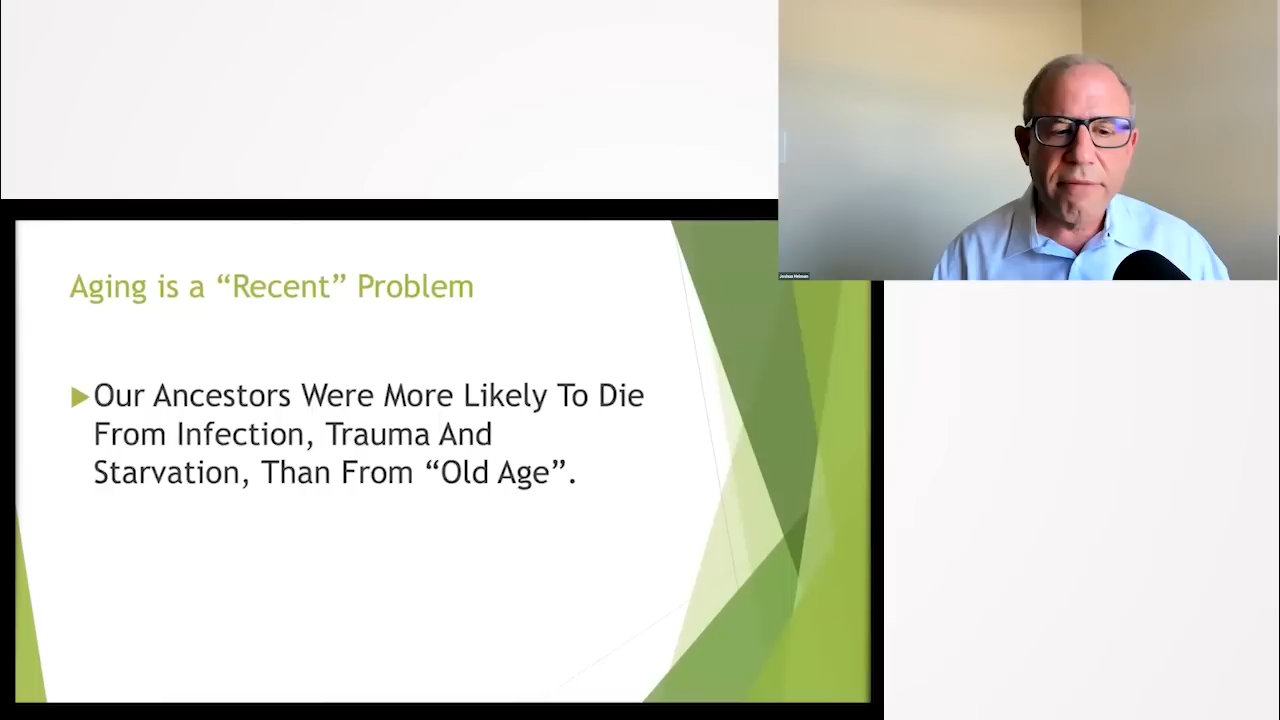 Aging is a “Recent” Problem
Our Ancestors Were More Likely To Die
From Infection, Trauma And
Starvation, Than From “Old Age”.